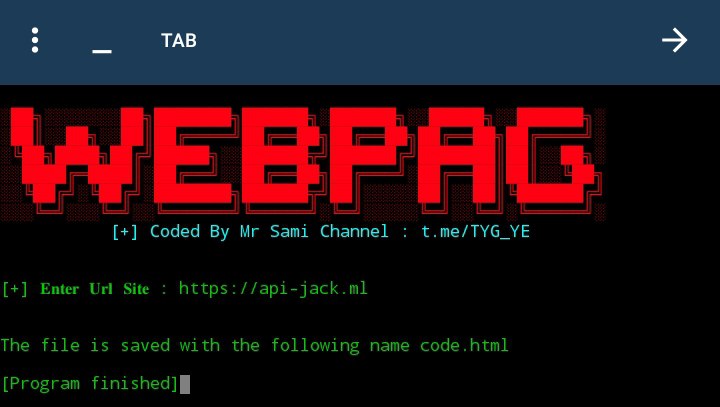 TAB
WEBPAG
[+] Coded By Mr Sami Channel : t.me/TYG_YE
[+] 𝐄𝐧𝐭𝐞𝐫 𝐔𝐫𝐥 𝐒𝐢𝐭𝐞 : https://api-jack.ml
The file is saved with the following name code.html
[Program finished]